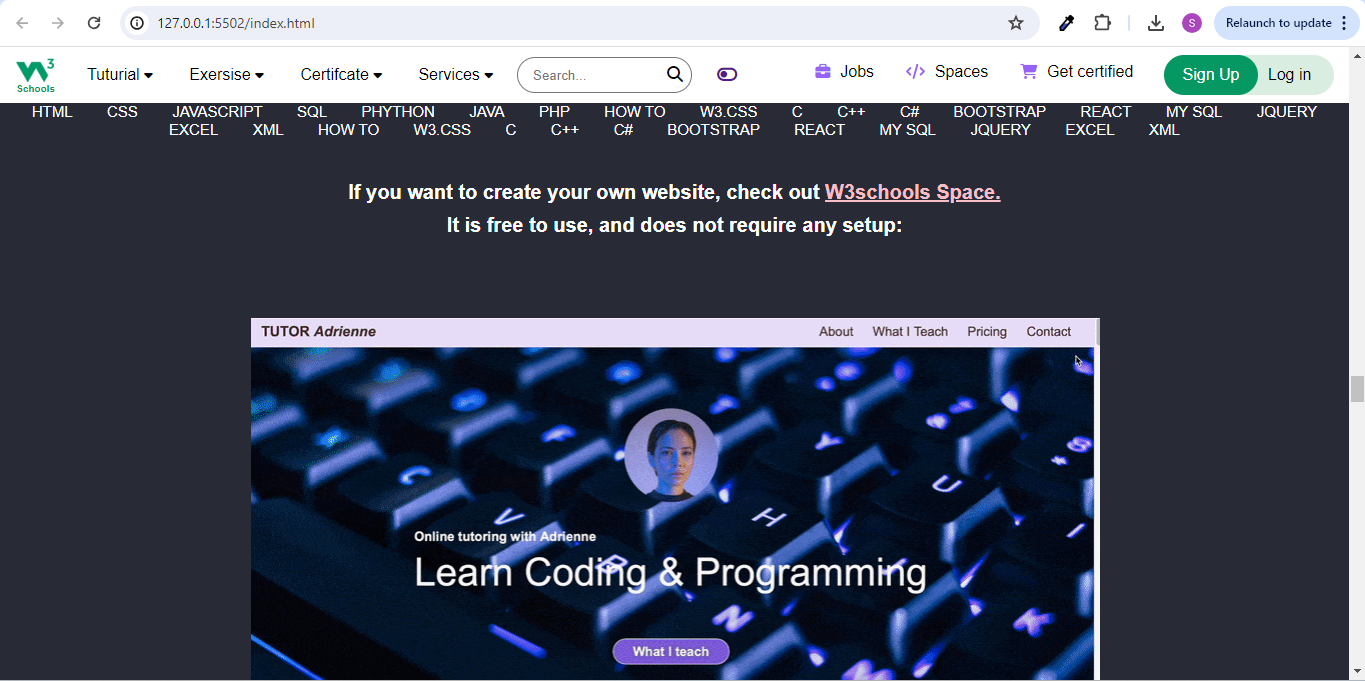 127.0.0.1:5502/index.html
S
Relaunch to update
3
Schools
Tuturial
Exersise
Certifcate
Services
Search...
Jobs
</> Spaces
Get certified
Sign Up
Log in
HTML CSS JAVASCRIPT SQL PHYTHON JAVA PHP HOW TO W3.CSS C C++ C# BOOTSTRAP REACT MY SQL JQUERY
EXCEL XML HOW TO W3.CSS C C++ C# BOOTSTRAP REACT MY SQL JQUERY EXCEL XML
If you want to create your own website, check out W3schools Space.
It is free to use, and does not require any setup:
TUTOR Adrienne
About What I Teach Pricing Contact
Online tutoring with Adrienne
Learn Coding & Programming
What I teach